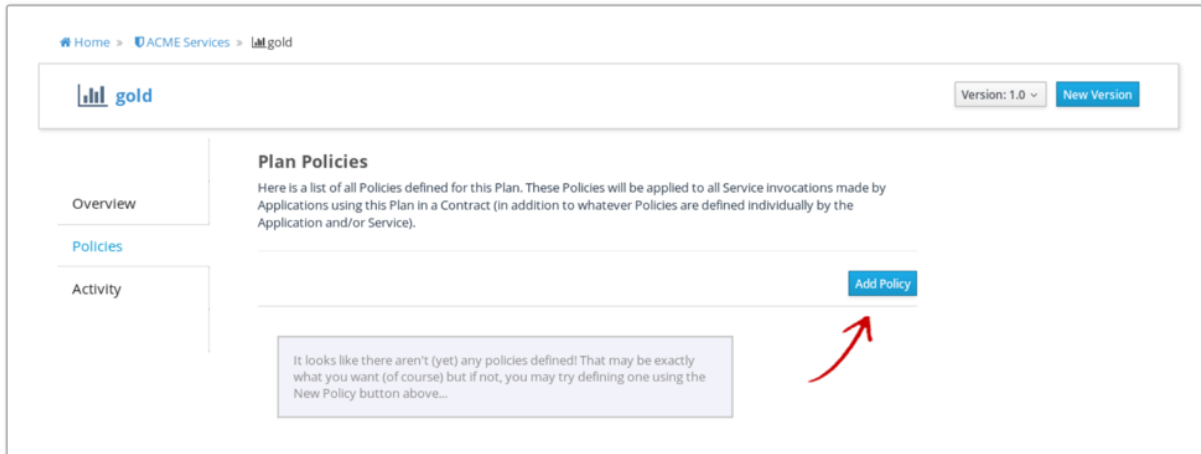 Home » ACME Services » gold
gold
Version: 1.0
New Version
Plan Policies
Here is a list of all Policies defined for this Plan. These Policies will be applied to all Service invocations made by
Applications using this Plan in a Contract (in addition to whatever Policies are defined individually by the
Application and/or Service).
Overview
Policies
Activity
Add Policy
It looks like there aren't (yet) any policies defined! That may be exactly
what you want (of course) but if not, you may try defining one using the
New Policy button above...